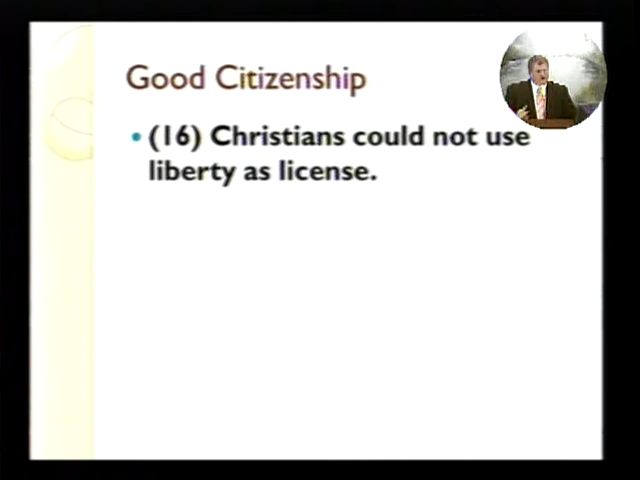 Good Citizenship
• (16) Christians could not use
liberty as license.